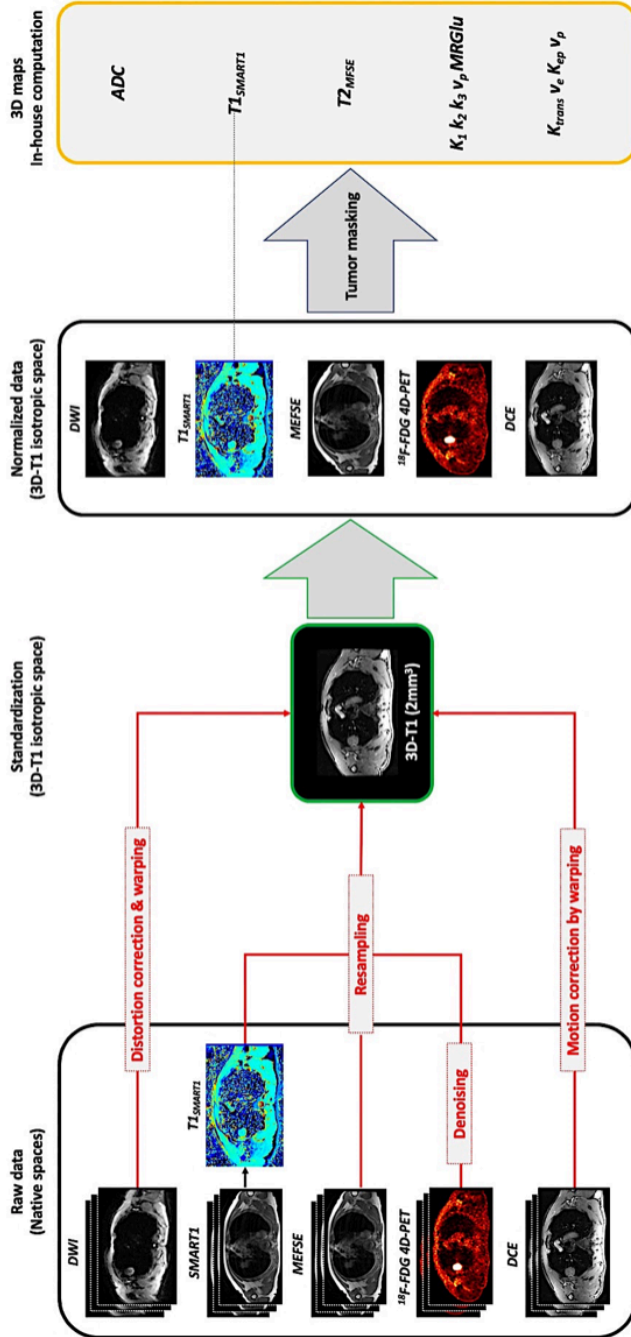 Raw data
(Native spaces)
DWI
SMART1
T1SMART1
MEFSE
18F-FDG 4D-PET
DCE
Distortion correction & warping
Resampling
Denoising
Motion correction by warping
Standardization
(3D-T1 isotropic space)
3D-T1 (2mm³)
Normalized data
(3D-T1 isotropic space)
DWI
T1SMART1
MEFSE
18F-FDG 4D-PET
DCE
Tumor masking
3D maps
In-house computation
ADC
T1SMART1
T2MFSE
K1 k2 k3 vp MRGlu
Ktrans ve Kep vp